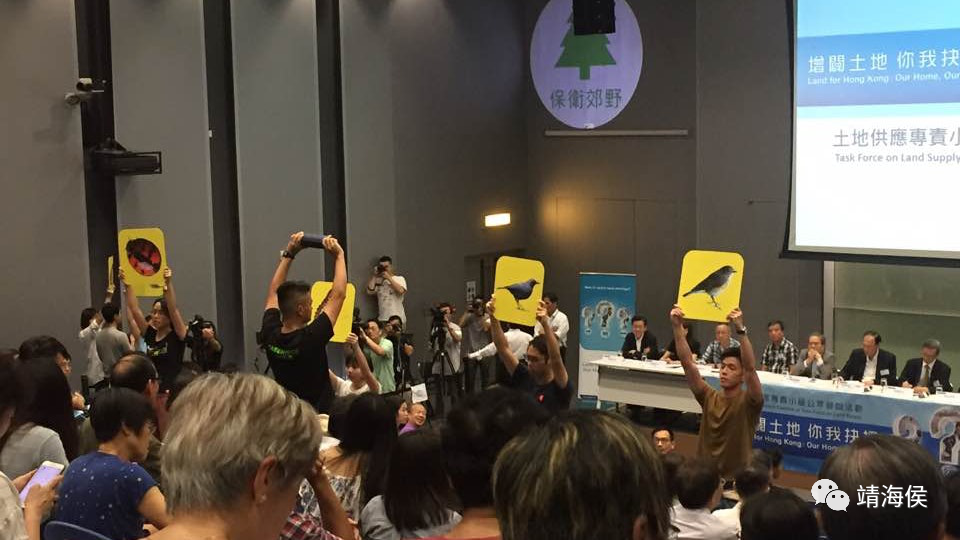 保衛郊野
增闢土地 你我抉
Land for Hong Kong: Our Home, Our
土地供應專責小
Task Force on Land Supply
闢土地 你我抉擇
for Hong Kong: Our Home
靖海侯